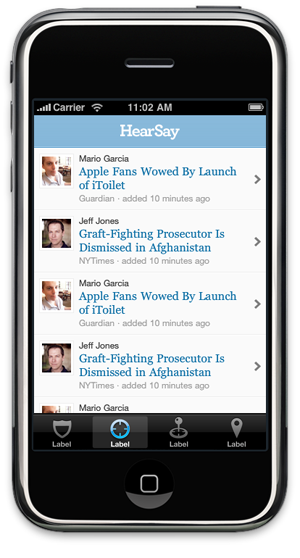 Carrier 11:02 AM
HearSay
Mario Garcia
Apple Fans Wowed By Launch
of iToilet
Guardian · added 10 minutes ago
Jeff Jones
Graft-Fighting Prosecutor Is
Dismissed in Afghanistan
NYTimes · added 10 minutes ago
Mario Garcia
Apple Fans Wowed By Launch
of iToilet
Guardian · added 10 minutes ago
Jeff Jones
Graft-Fighting Prosecutor Is
Dismissed in Afghanistan
NYTimes · added 10 minutes ago
Mario Garcia
Label Label Label Label